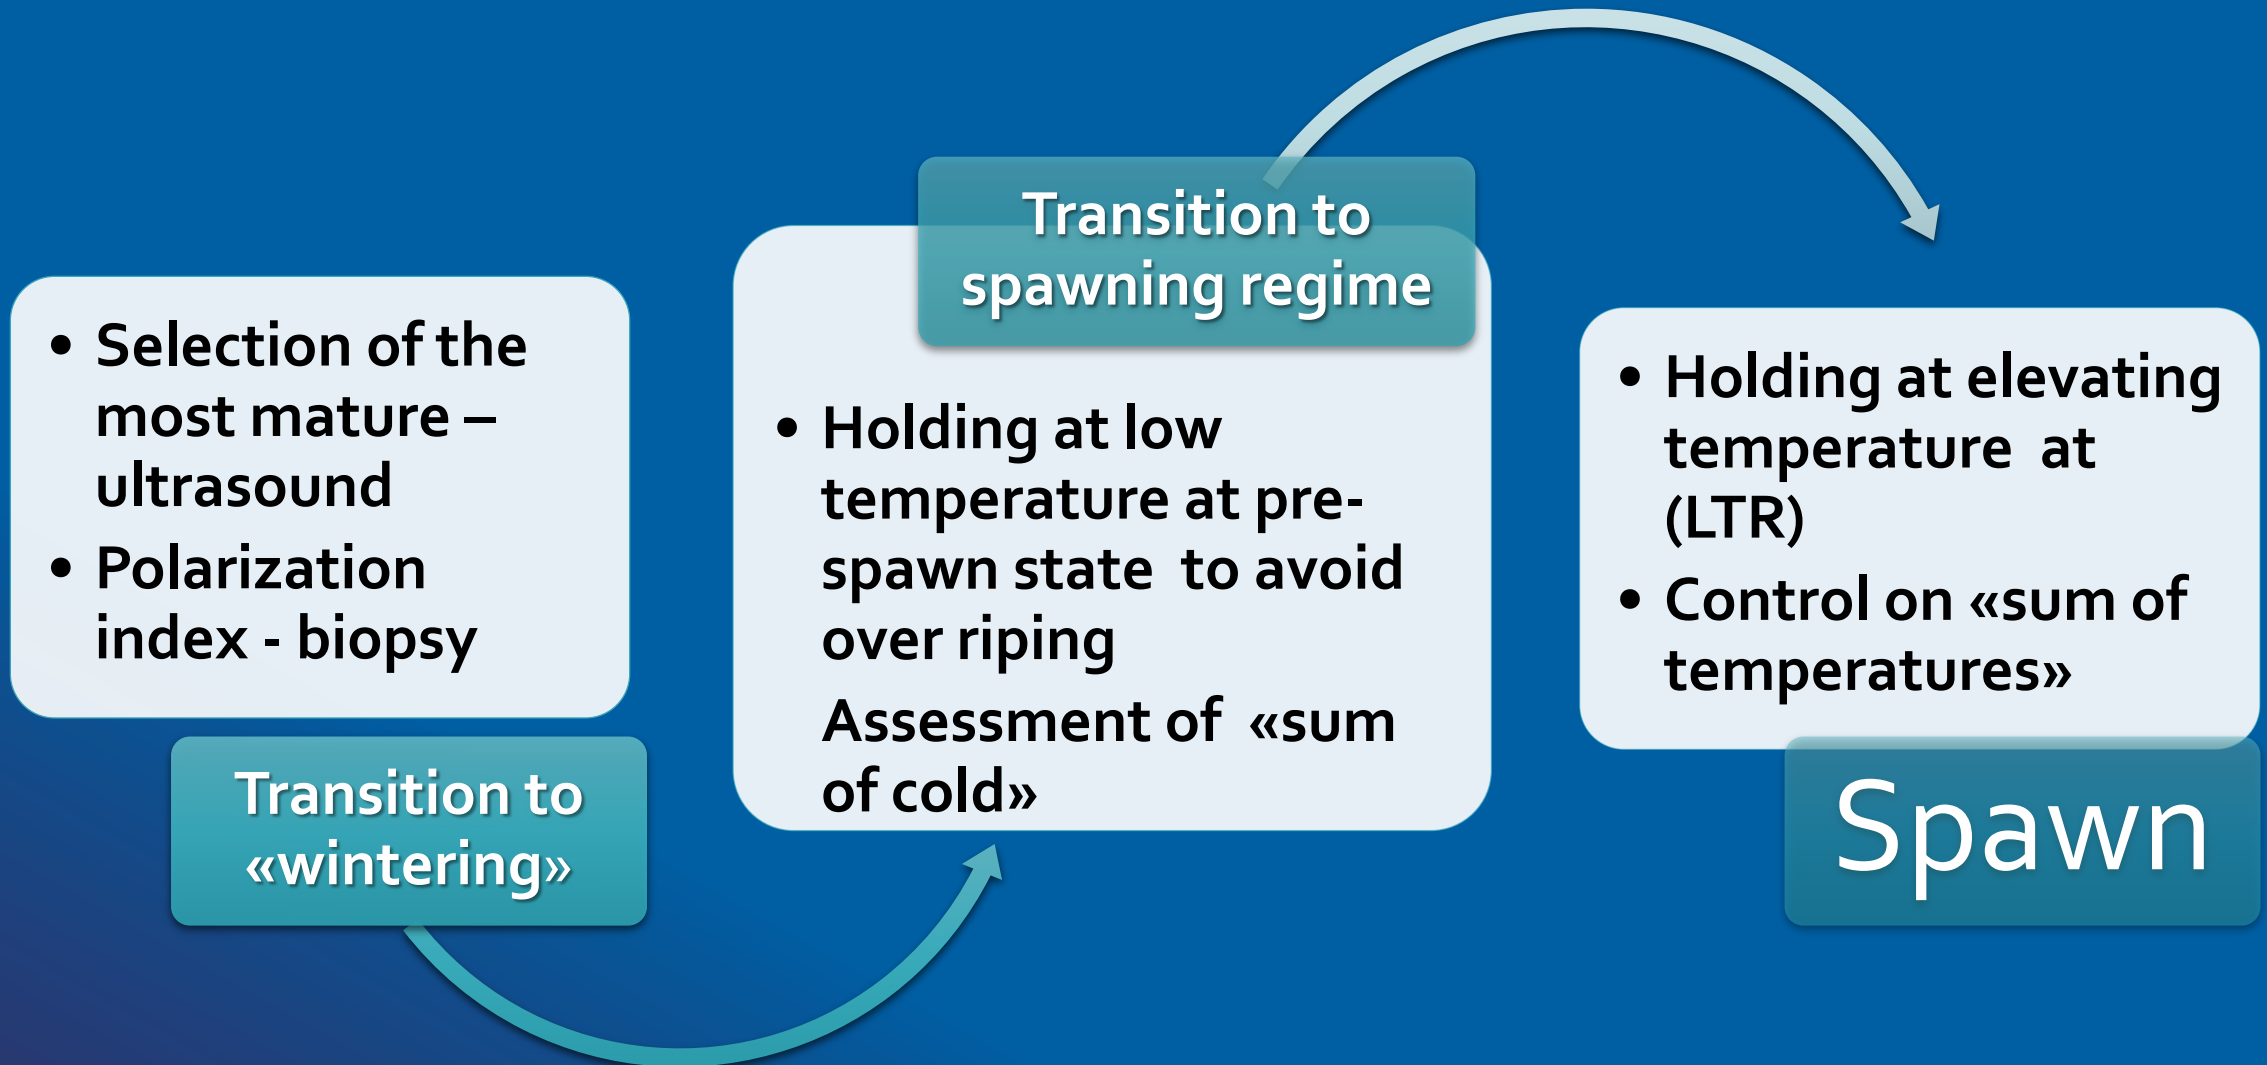 • Selection of the
most mature –
ultrasound
• Polarization
index - biopsy
Transition to
«wintering»
Transition to
spawning regime
• Holding at low
temperature at pre-
spawn state  to avoid
over riping
Assessment of  «sum
of cold»
• Holding at elevating
temperature  at
(LTR)
• Control on «sum of
temperatures»
Spawn